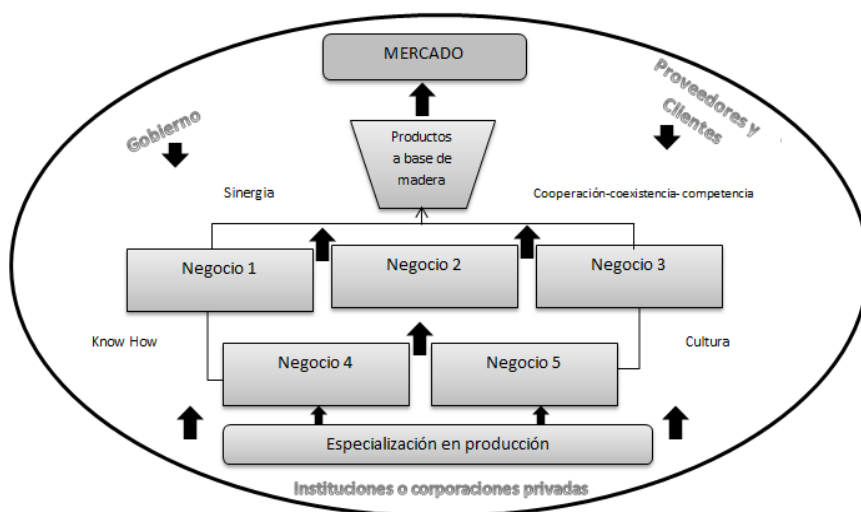 MERCADO
Gobierno
Proveedores y
Clientes
Productos
a base de
madera
Sinergia
Cooperación-coexistencia- competencia
Negocio 1
Negocio 2
Negocio 3
Know How
Cultura
Negocio 4
Negocio 5
Especialización en producción
Instituciones o corporaciones privadas